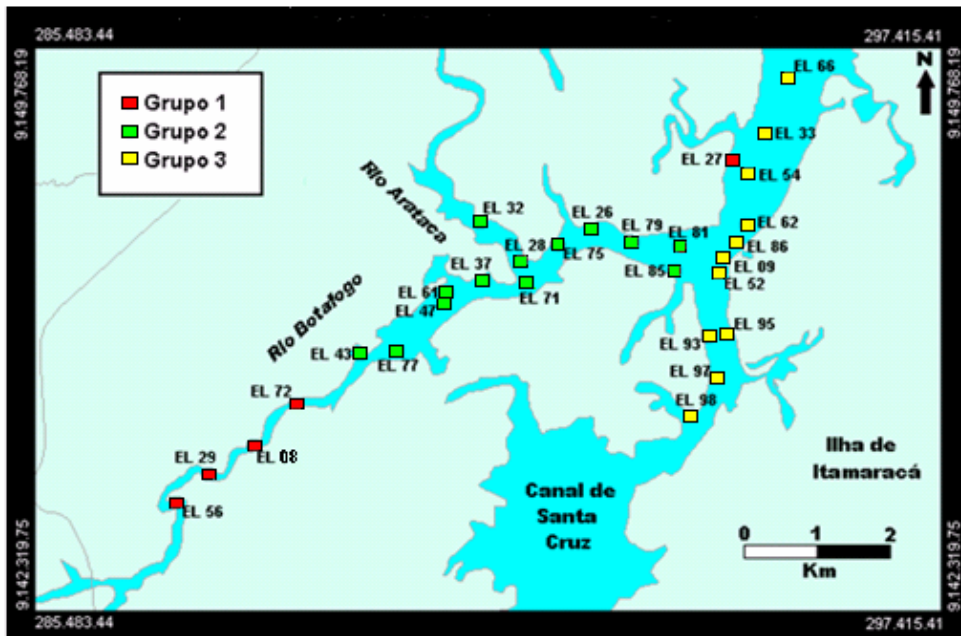 285.483.44
297.415.41
9.149.768.19
9.149.768.19
N
Grupo 1
Grupo 2
Grupo 3
EL 66
EL 33
EL 27
EL 54
Rio Arataca
EL 32
EL 26
EL 79
EL 81
EL 62
EL 86
EL 28
EL 75
EL 09
EL 37
EL 85
EL 52
EL 61
EL 71
EL 47
Rio Botafogo
EL 95
EL 93
EL 43
EL 77
EL 97
EL 72
EL 98
EL 29
EL 08
EL 56
Ilha de
Itamaracá
Canal de
Santa
Cruz
0 1 2
Km
9.142.319.75
9.142.319.75
285.483.44
297.415.41